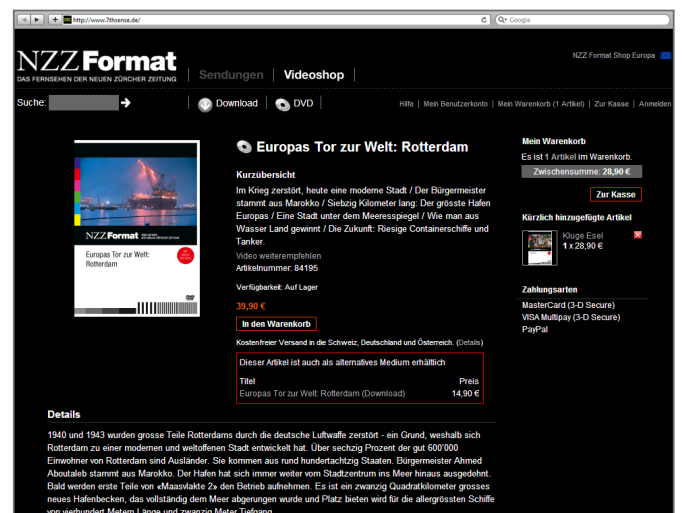 http://www.7thsense.de/
Google
NZZ Format
DAS FERNSEHEN DER NEUEN ZÜRCHER ZEITUNG
Sendungen
Videoshop
NZZ Format Shop Europa
Suche:
Download
DVD
Hilfe | Mein Benutzerkonto | Mein Warenkorb (1 Artikel) | Zur Kasse | Anmelden
NZZ Format
Europas Tor zur Welt:
Rotterdam
Europas Tor zur Welt: Rotterdam
Kurzübersicht
Im Krieg zerstört, heute eine moderne Stadt / Der Bürgermeister
stammt aus Marokko / Siebzig Kilometer lang: Der grösste Hafen
Europas / Eine Stadt unter dem Meeresspiegel / Wie man aus
Wasser Land gewinnt / Die Zukunft: Riesige Containerschiffe und
Tanker.
Video weiterempfehlen
Artikelnummer: 84195
Verfügbarkeit: Auf Lager
39,90 €
In den Warenkorb
Kostenfreier Versand in die Schweiz, Deutschland und Österreich. (Details)
Dieser Artikel ist auch als alternatives Medium erhältlich
Titel Preis
Europas Tor zur Welt: Rotterdam (Download) 14,90 €
Mein Warenkorb
Es ist 1 Artikel im Warenkorb.
Zwischensumme: 28,90 €
Zur Kasse
Kürzlich hinzugefügte Artikel
Kluge Esel
1 x 28,90 €
Zahlungsarten
MasterCard (3-D Secure)
VISA Multipay (3-D Secure)
PayPal
Details
1940 und 1943 wurden grosse Teile Rotterdams durch die deutsche Luftwaffe zerstört - ein Grund, weshalb sich
Rotterdam zu einer modernen und weltoffenen Stadt entwickelt hat. Über sechzig Prozent der gut 600'000
Einwohner von Rotterdam sind Ausländer. Sie kommen aus rund hundertachtzig Staaten. Bürgermeister Ahmed
Aboutaleb stammt aus Marokko. Der Hafen hat sich immer weiter vom Stadtzentrum ins Meer hinaus ausgedehnt.
Bald werden erste Teile von «Maasvlakte 2» den Betrieb aufnehmen. Es ist ein zwanzig Quadratkilometer grosses
neues Hafenbecken, das vollständig dem Meer abgerungen wurde und Platz bieten wird für die allergrössten Schiffe
von vierhundert Metern Länge und zwanzig Meter Tiefgang.